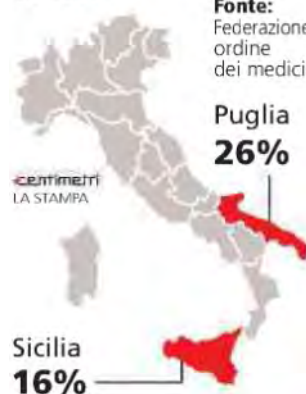 Fonte:
Federazione
ordine
dei medici
Puglia
26%
centimetri
LA STAMPA
Sicilia
16%